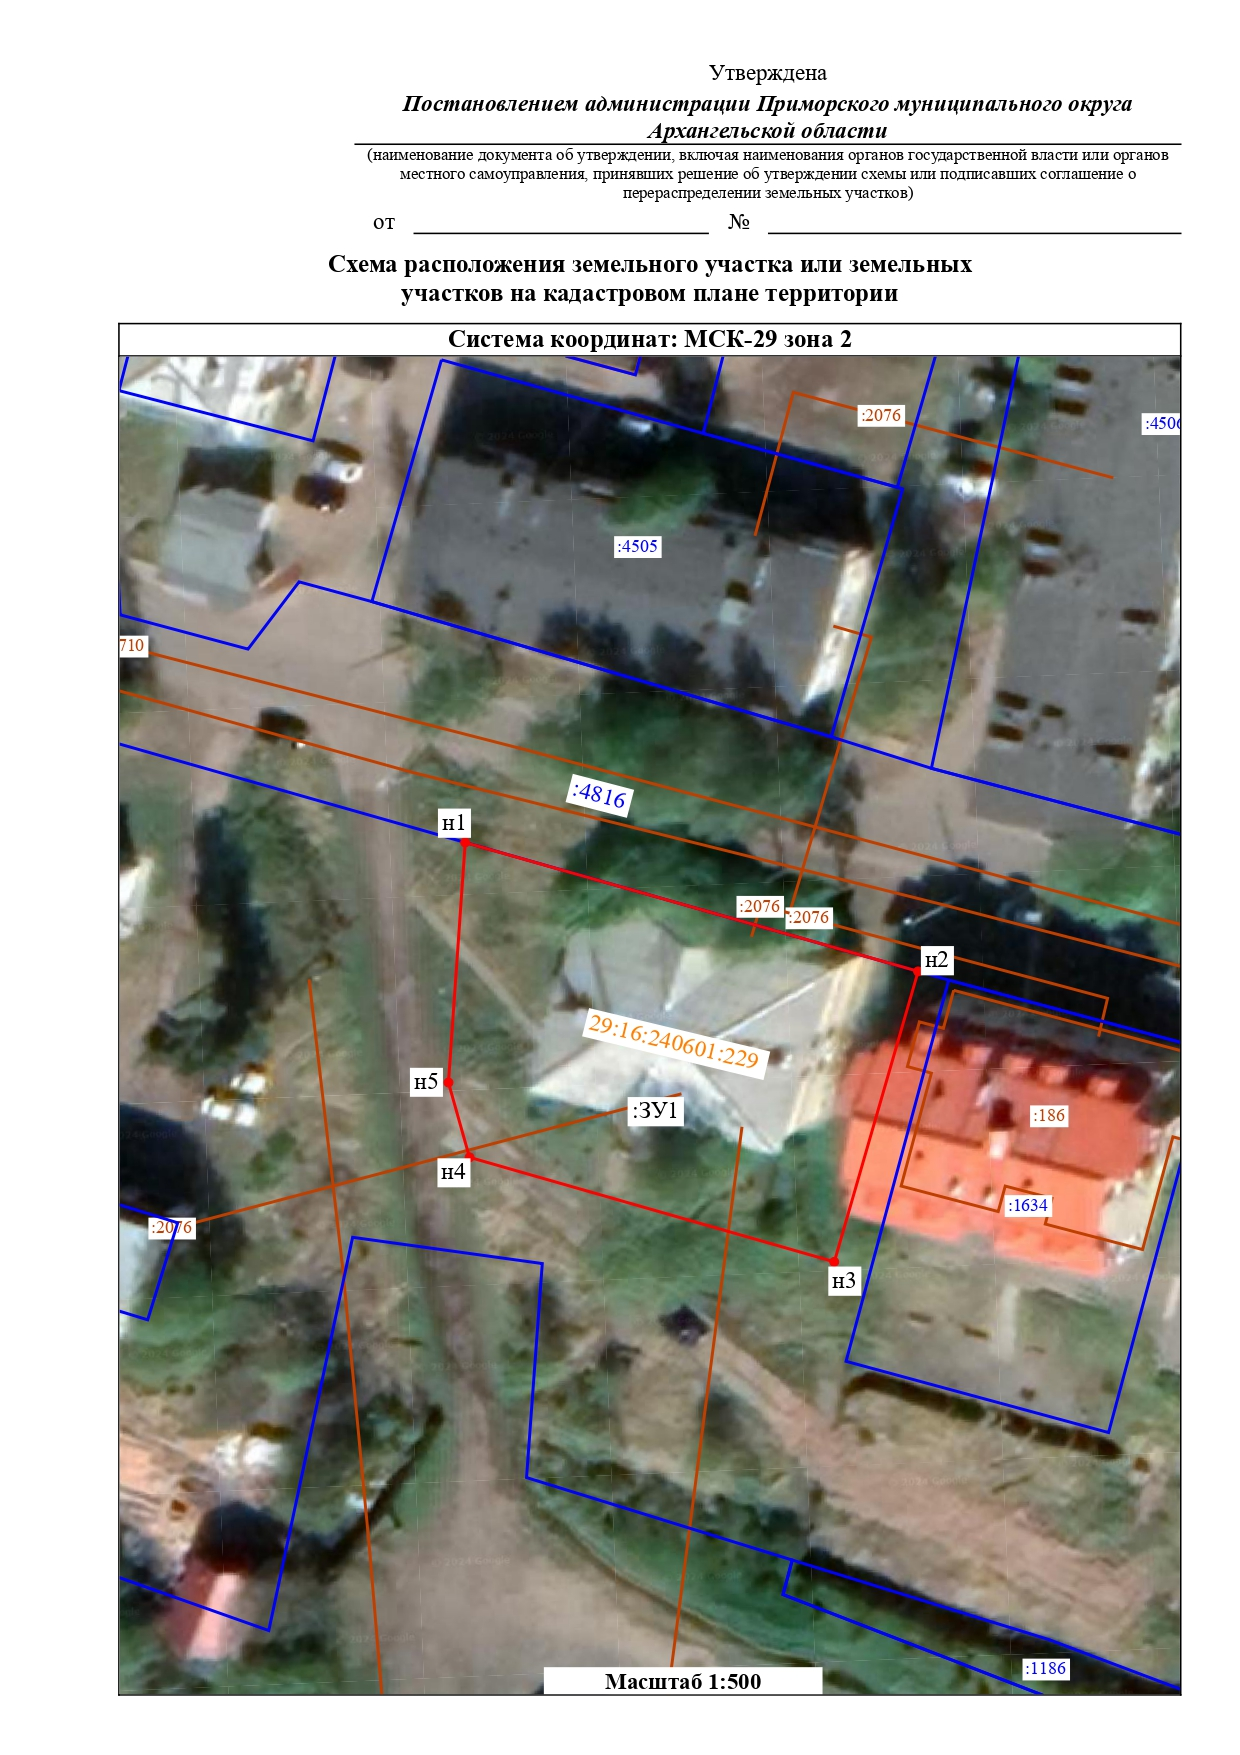 Утверждена
Постановлением администрации Приморского муниципального округа
Архангельской области
(наименование документа об утверждении, включая наименования органов государственной власти или органов
местного самоуправления, принявших решение об утверждении схемы или подписавших соглашение о
перераспределении земельных участков)
от № 
Схема расположения земельного участка или земельных
участков на кадастровом плане территории
Система координат: МСК-29 зона 2
:2076
:4506
:4505
710
:4816
н1
:2076
:2076
н2
29:16:240601:229
н5
:ЗУ1
:186
н4
:1634
:2076
н3
:1186
Масштаб 1:500